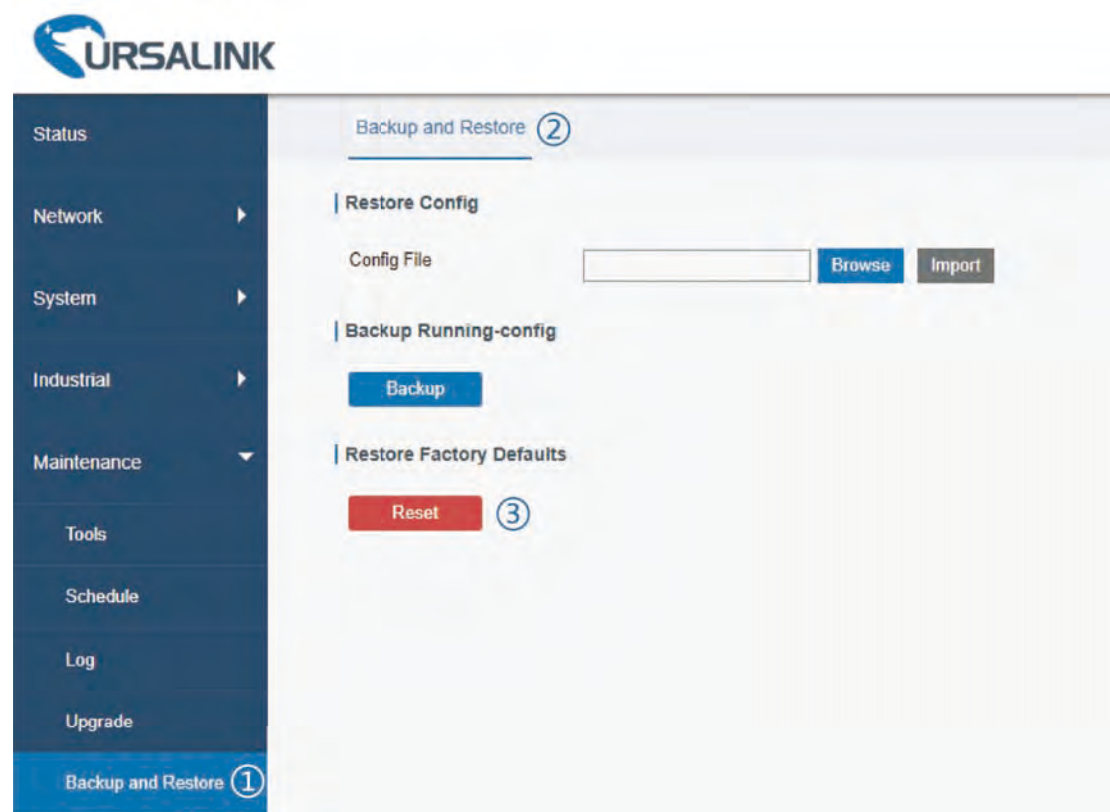 URSALINK
Status
Network
System
Industrial
Maintenance
Tools
Schedule
Log
Upgrade
Backup and Restore ①
Backup and Restore ②
Restore Config
Config File Browse Import
Backup Running-config
Backup
Restore Factory Defaults
Reset ③